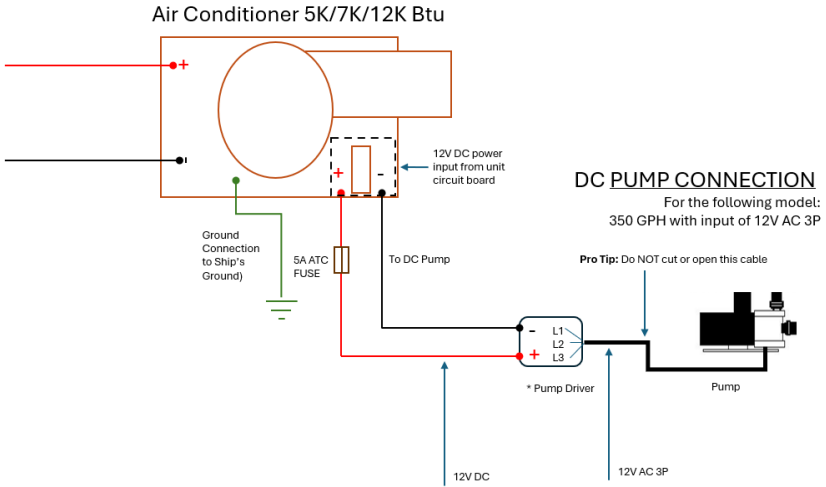 Air Conditioner 5K/7K/12K Btu
+
-
+
-
12V DC power
input from unit
circuit board
DC PUMP CONNECTION
For the following model:
350 GPH with input of 12V AC 3P
Ground
Connection
to Ship's
Ground)
5A ATC
FUSE
To DC Pump
Pro Tip: Do NOT cut or open this cable
-
+
L1
L2
L3
* Pump Driver
Pump
12V DC
12V AC 3P